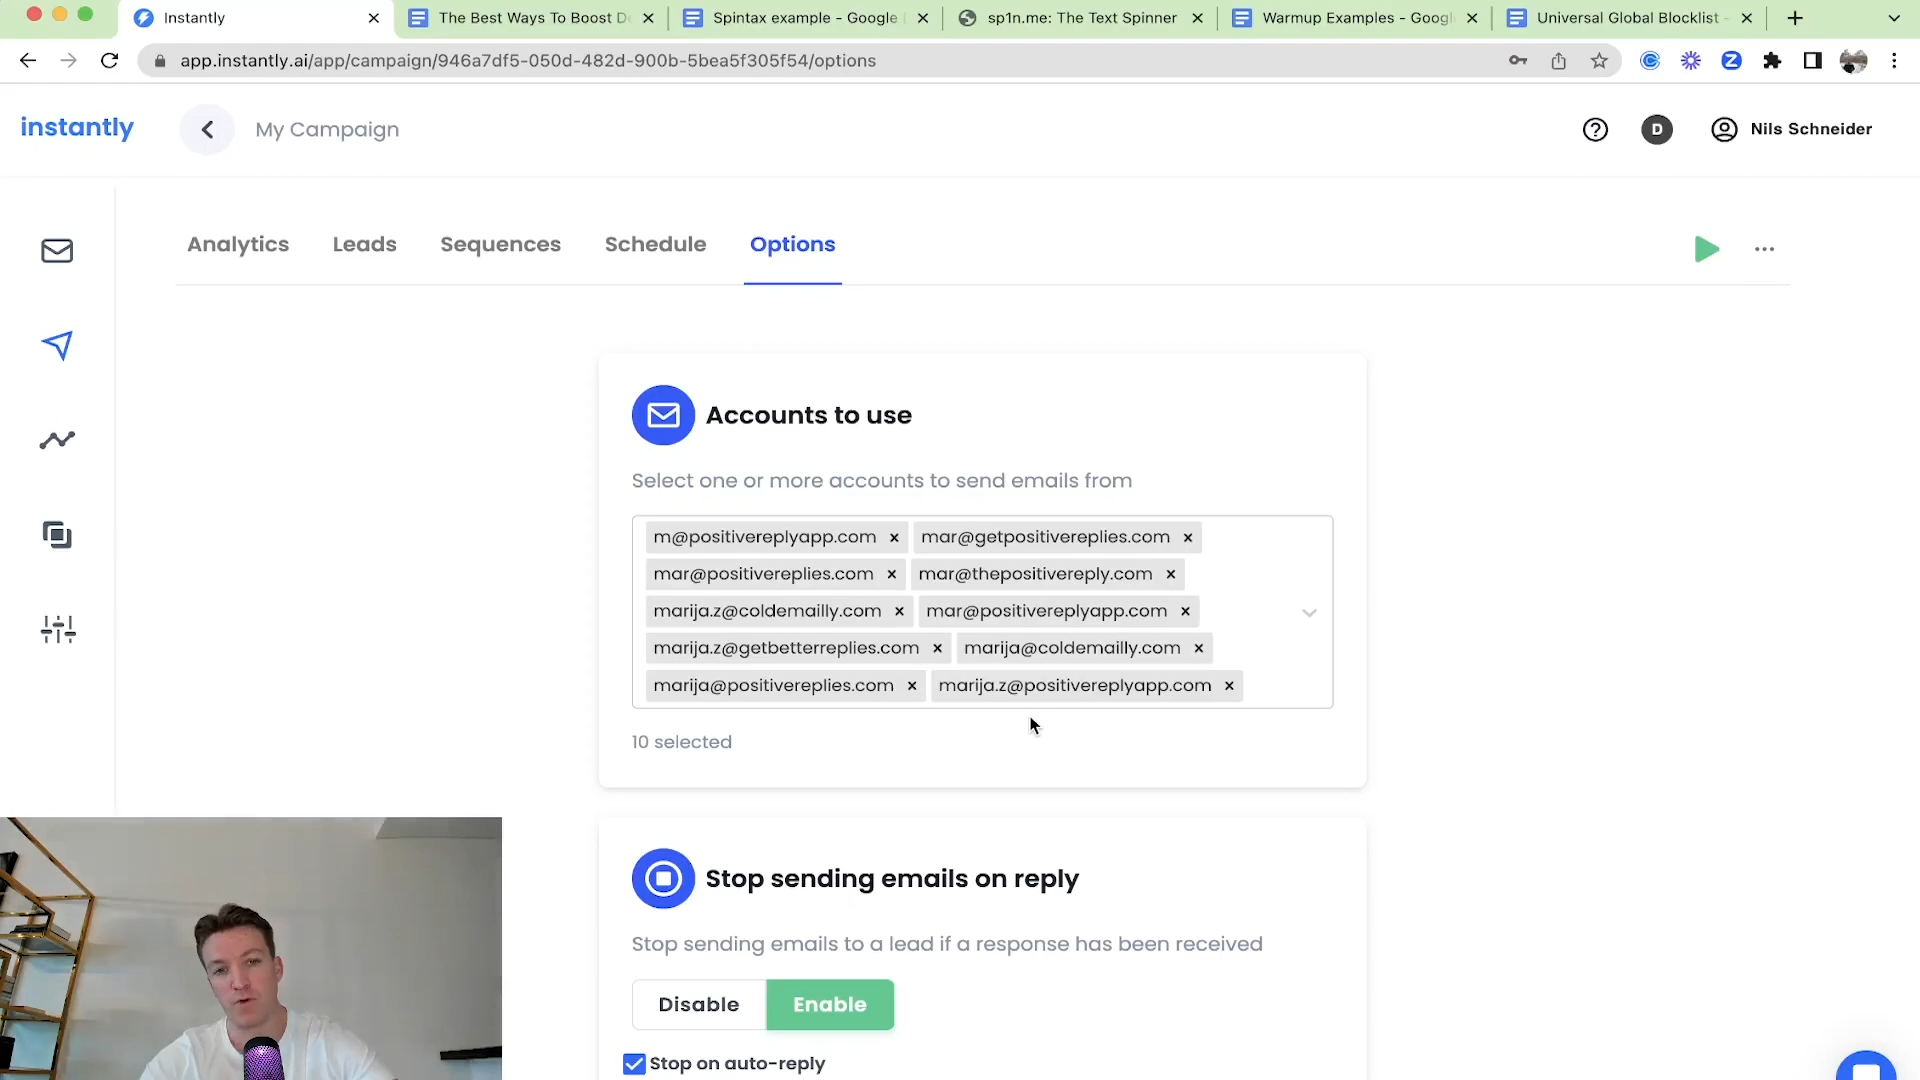 Instantly
The Best Ways To Boost De
Spintax example - Google
sp1n.me: The Text Spinner
Warmup Examples - Googl
Universal Global Blocklist -
app.instantly.ai/app/campaign/946a7df5-050d-482d-900b-5bea5f305f54/options
instantly
My Campaign
D
Nils Schneider
Analytics
Leads
Sequences
Schedule
Options
Accounts to use
Select one or more accounts to send emails from
m@positivereplyapp.com × mar@getpositivereplies.com ×
mar@positivereplies.com × mar@thepositivereply.com ×
marija.z@coldemailly.com × mar@positivereplyapp.com ×
marija.z@getbetterreplies.com × marija@coldemailly.com ×
marija@positivereplies.com × marija.z@positivereplyapp.com ×
10 selected
Stop sending emails on reply
Stop sending emails to a lead if a response has been received
Disable Enable
Stop on auto-reply